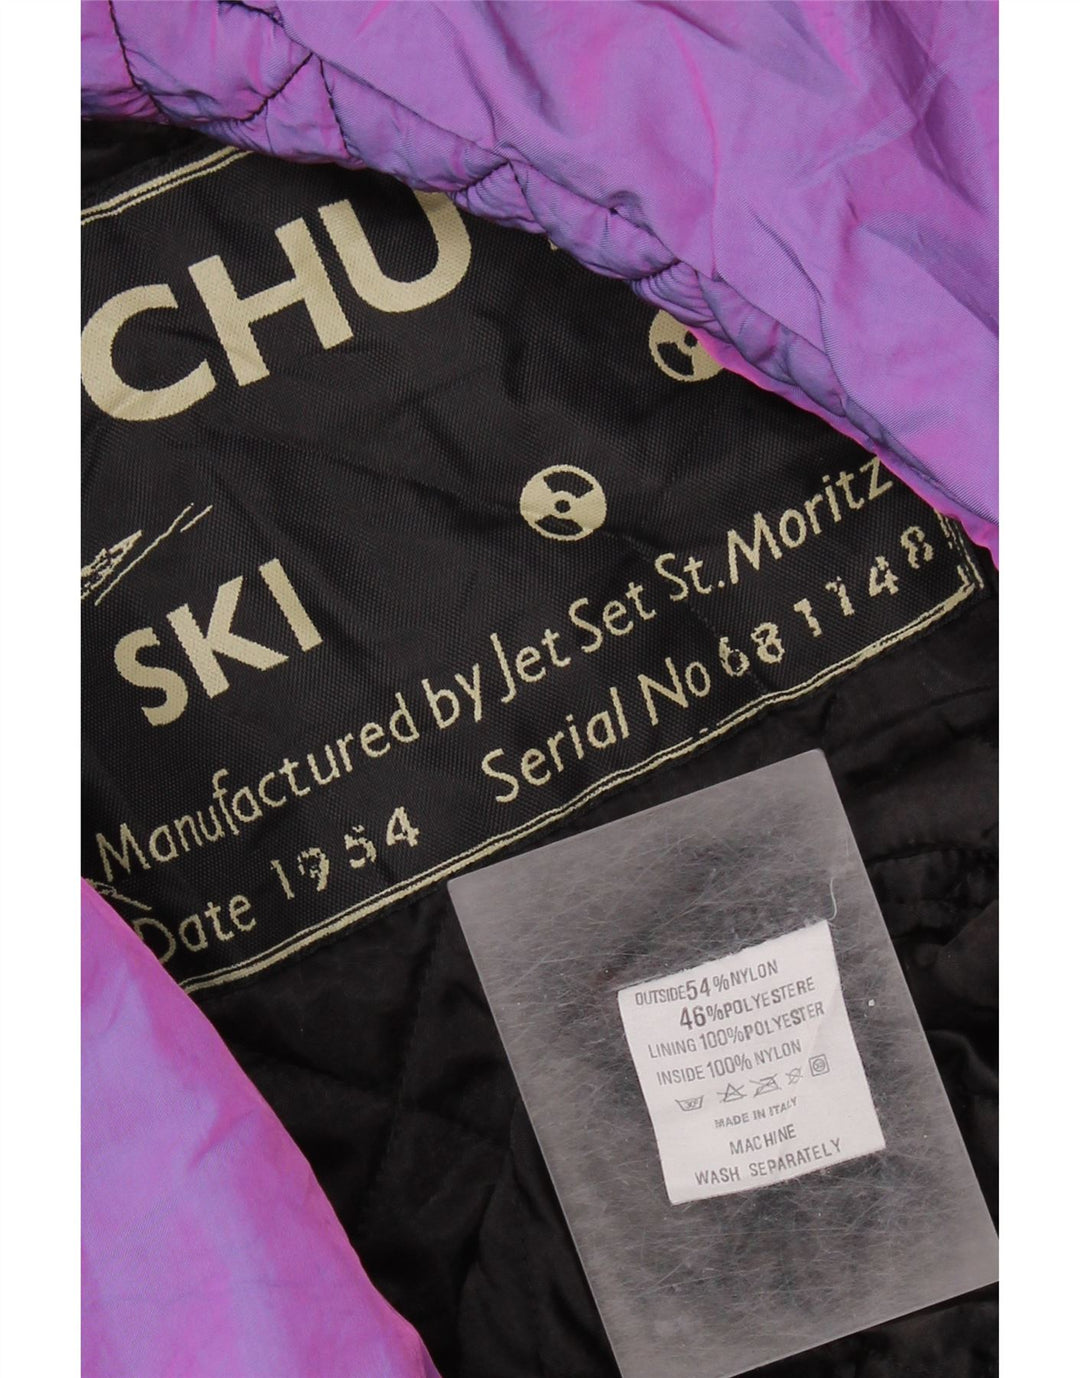 CHU
SKI
Manufactured by Jet Set St. Moritz
Date 1954 Serial No 681148
OUTSIDE 54% NYLON
46% POLYESTERE
LINING 100% POLYESTER
INSIDE 100% NYLON
30°
MADE IN ITALY
MACHINE
WASH SEPARATELY